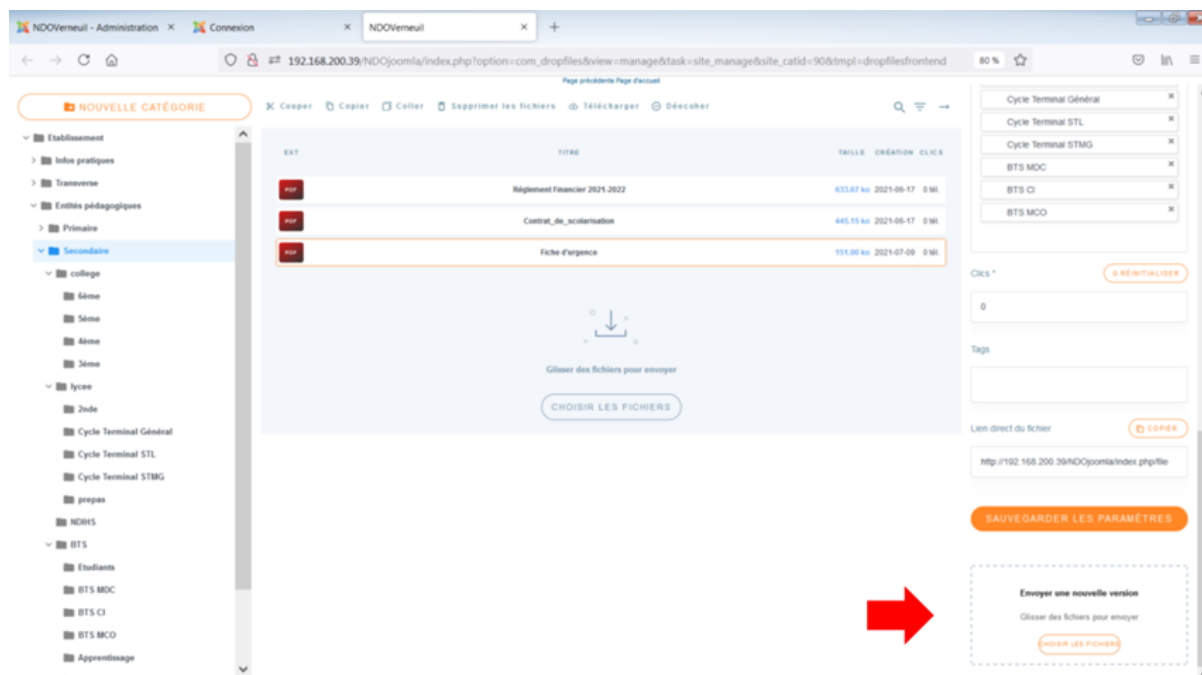 NDOVerneuil - Administration
Connexion
NDOVerneuil
192.168.200.39/NDOjoomla/index.php?option=com_dropfiles&view=manage&task=site_manage&site_catid=90&tmpl=dropfilesfrontend
80 %
Page précédente Page d'accueil
NOUVELLE CATÉGORIE
Couper Copier Coller Supprimer les fichiers Télécharger Décocher
Etablissement
Infos pratiques
Transverse
Entités pédagogiques
Primaire
Secondaire
college
6ème
5ème
4ème
3ème
lycee
2nde
Cycle Terminal Général
Cycle Terminal STL
Cycle Terminal STMG
prepas
NDIHS
BTS
Etudiants
BTS MDC
BTS CI
BTS MCO
Apprentissage
EXT TITRE TAILLE CRÉATION CLICS
PDF Réglement Financier 2021-2022 633.67 ko 2021-06-17 0 tél.
PDF Contrat_de_scolarisation 445.15 ko 2021-06-17 0 tél.
PDF Fiche d'urgence 151.00 ko 2021-07-09 0 tél.
Glisser des fichiers pour envoyer
CHOISIR LES FICHIERS
Cycle Terminal Général
Cycle Terminal STL
Cycle Terminal STMG
BTS MDC
BTS CI
BTS MCO
Clics *
RÉINITIALISER
0
Tags
Lien direct du fichier
COPIER
http://192.168.200.39/NDOjoomla/index.php/file
SAUVEGARDER LES PARAMÈTRES
Envoyer une nouvelle version
Glisser des fichiers pour envoyer
CHOISIR LES FICHIERS